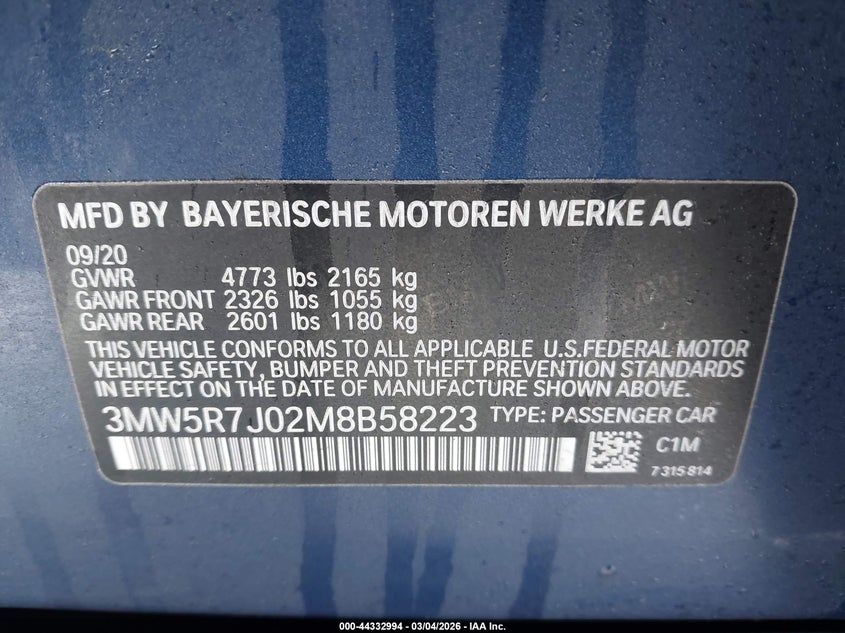 MFD BY BAYERISCHE MOTOREN WERKE AG
09/20
GVWR 4773 lbs 2165 kg
GAWR FRONT 2326 lbs 1055 kg
GAWR REAR 2601 lbs 1180 kg
THIS VEHICLE CONFORMS TO ALL APPLICABLE U.S.FEDERAL MOTOR
VEHICLE SAFETY, BUMPER AND THEFT PREVENTION STANDARDS
IN EFFECT ON THE DATE OF MANUFACTURE SHOWN ABOVE.
3MW5R7J02M8B58223 TYPE: PASSENGER CAR
C1M
7315814
000-44332994 - 03/04/2026 - IAA Inc.